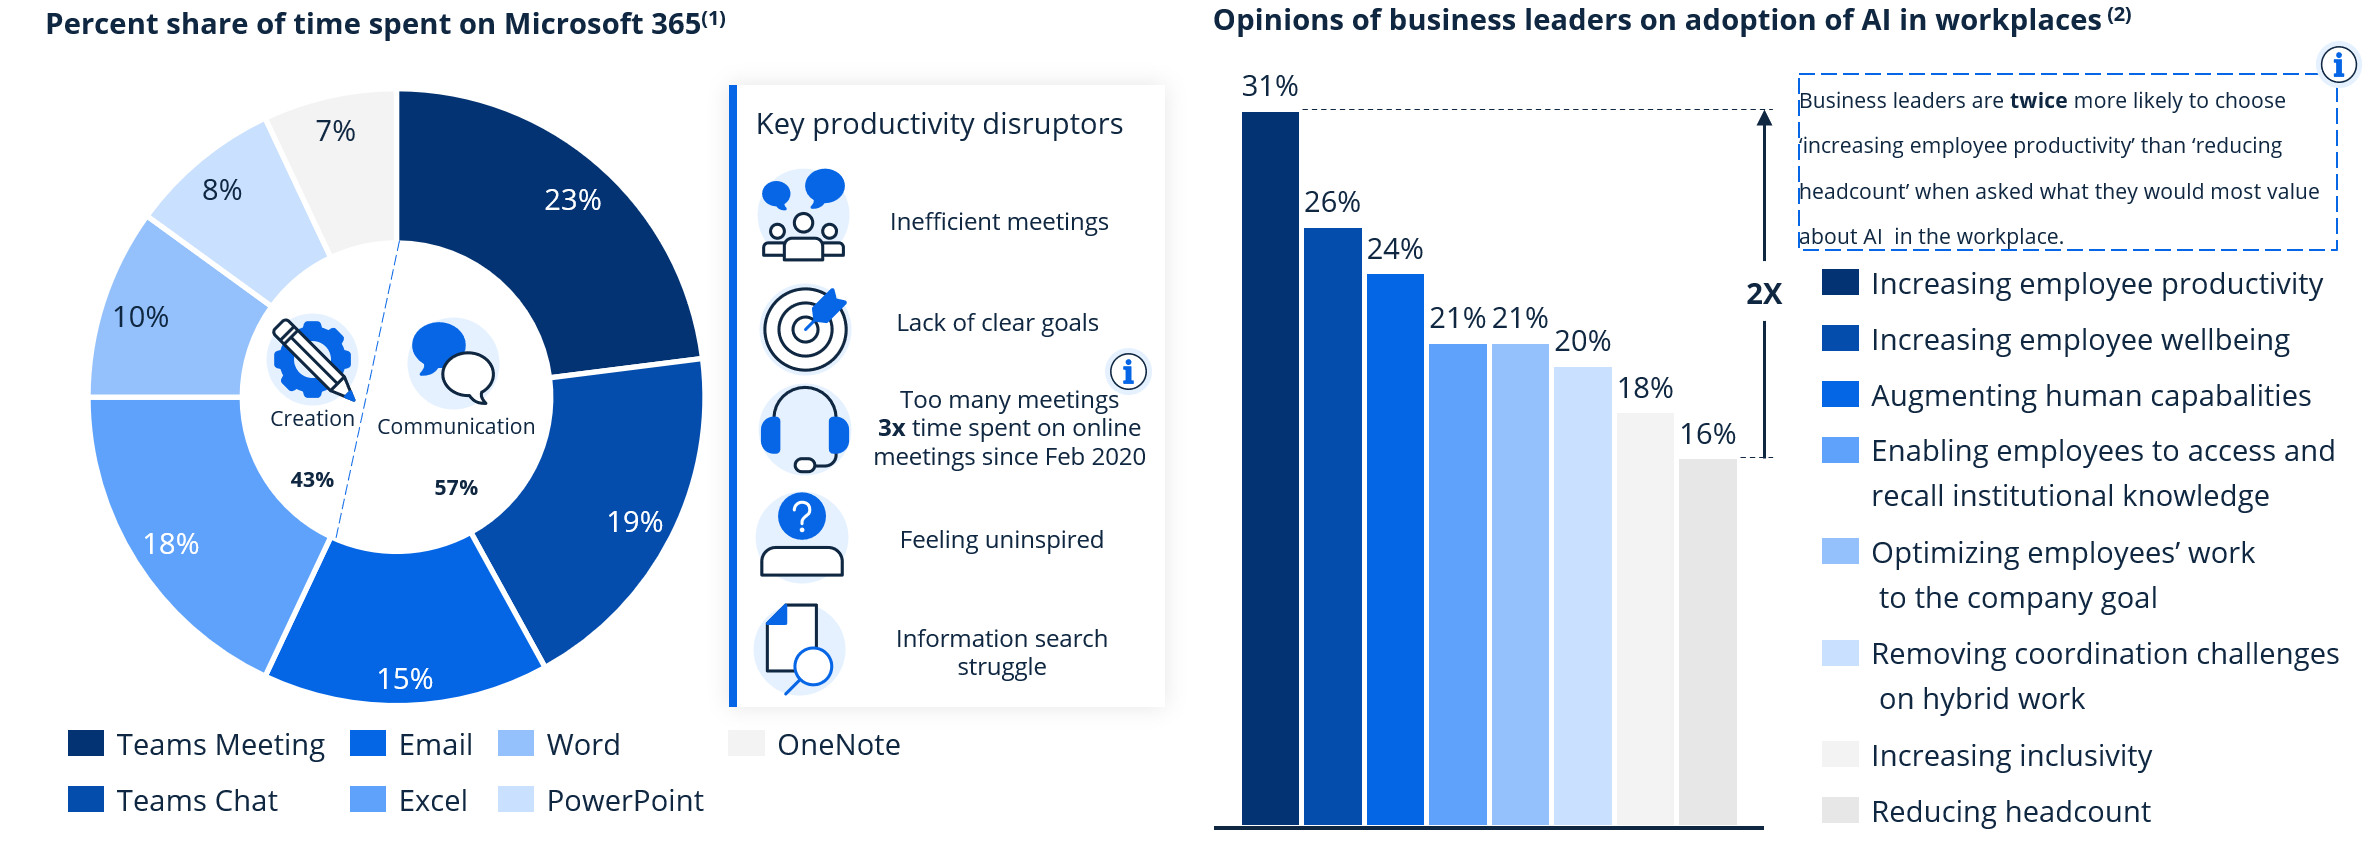 Percent share of time spent on Microsoft 365(1)
23%
19%
15%
18%
10%
8%
7%
Creation
43%
Communication
57%
Teams Meeting
Email
Word
OneNote
Teams Chat
Excel
PowerPoint
Key productivity disruptors
Inefficient meetings
Lack of clear goals
Too many meetings
3x time spent on online
meetings since Feb 2020
Feeling uninspired
Information search
struggle
Opinions of business leaders on adoption of AI in workplaces (2)
31%
26%
24%
21%
21%
20%
18%
16%
2X
Business leaders are twice more likely to choose
‘increasing employee productivity’ than ‘reducing
headcount’ when asked what they would most value
about AI  in the workplace.
Increasing employee productivity
Increasing employee wellbeing
Augmenting human capabalities
Enabling employees to access and
recall institutional knowledge
Optimizing employees’ work
to the company goal
Removing coordination challenges
on hybrid work
Increasing inclusivity
Reducing headcount